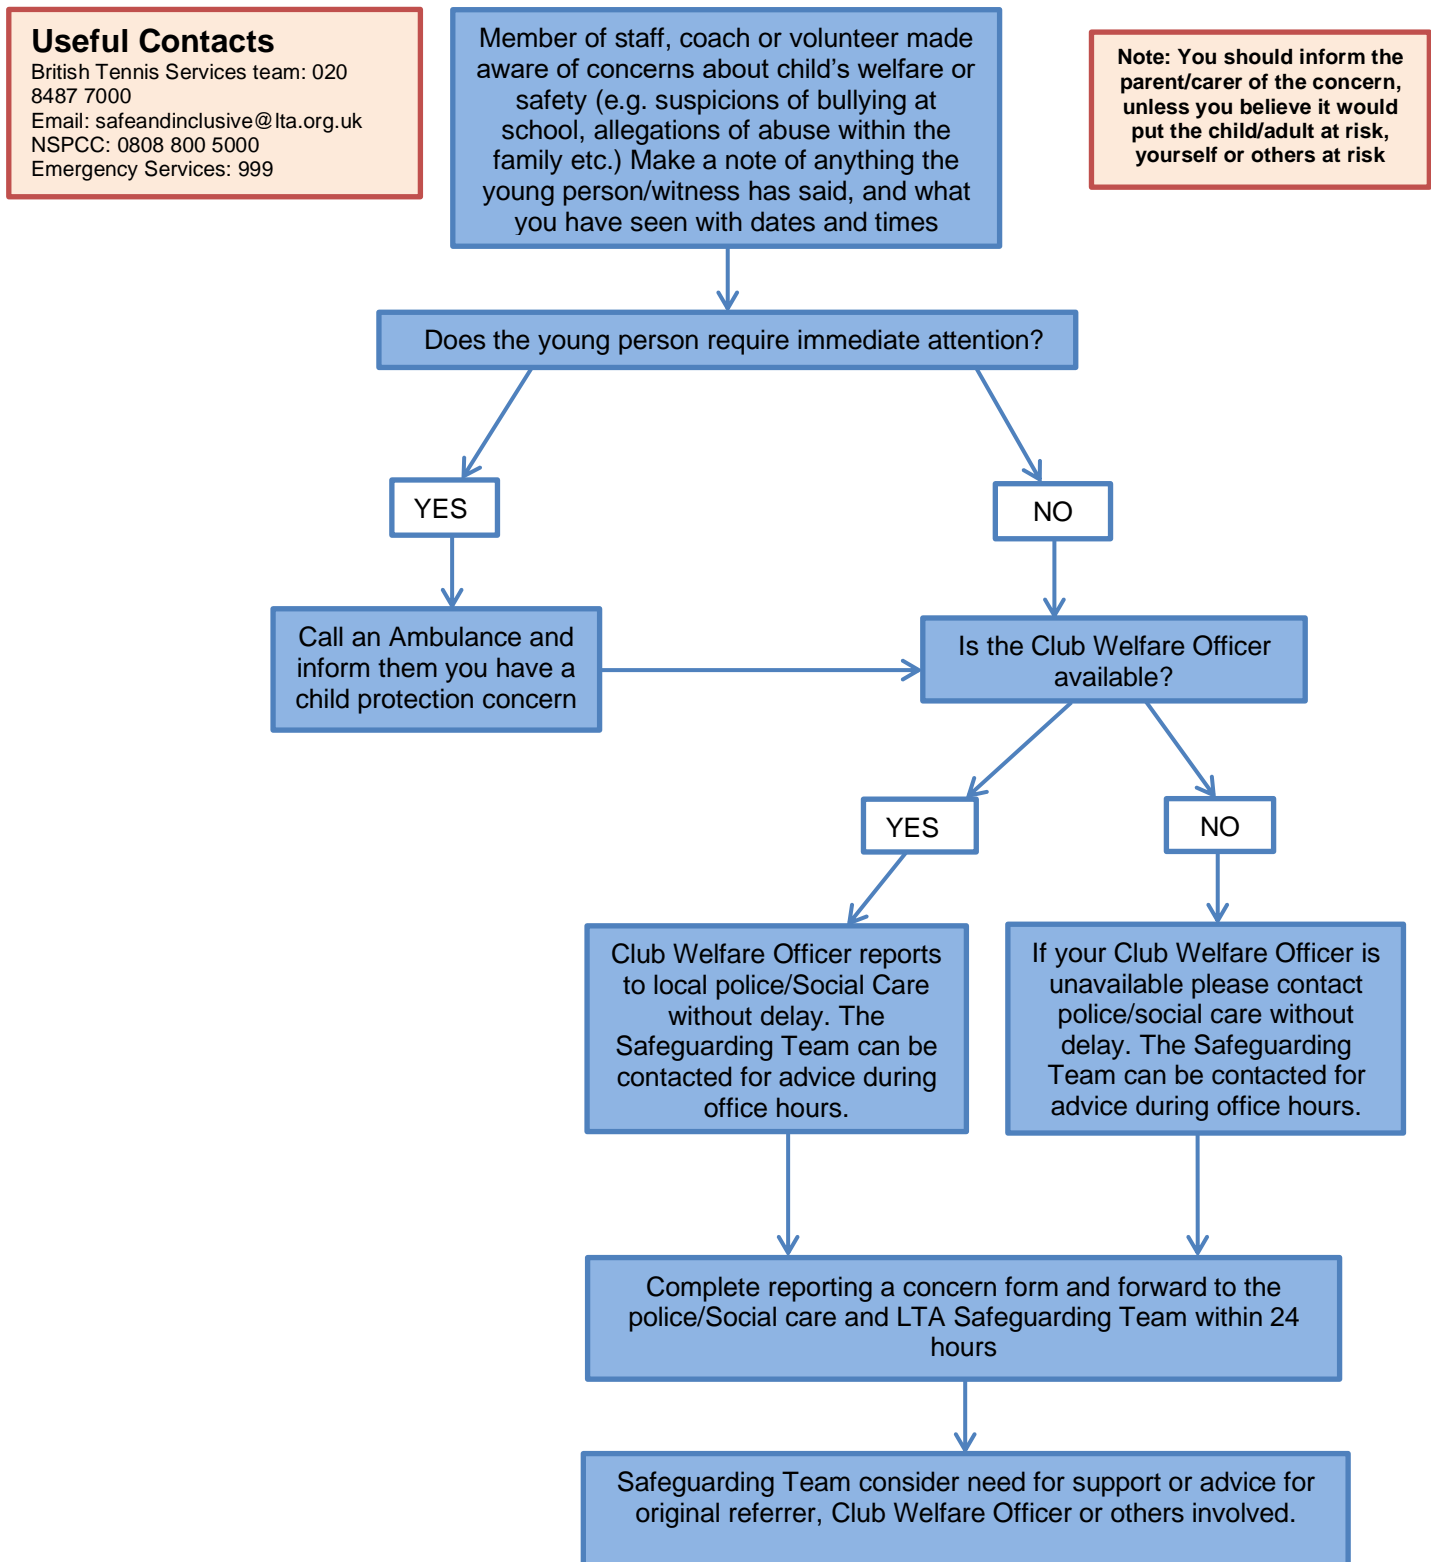 Useful Contacts
British Tennis Services team: 020
8487 7000
Email: safeandinclusive@lta.org.uk
NSPCC: 0808 800 5000
Emergency Services: 999
Member of staff, coach or volunteer made
aware of concerns about child’s welfare or
safety (e.g. suspicions of bullying at
school, allegations of abuse within the
family etc.) Make a note of anything the
young person/witness has said, and what
you have seen with dates and times
Note: You should inform the
parent/carer of the concern,
unless you believe it would
put the child/adult at risk,
yourself or others at risk
Does the young person require immediate attention?
YES
NO
Call an Ambulance and
inform them you have a
child protection concern
Is the Club Welfare Officer
available?
YES
NO
Club Welfare Officer reports
to local police/Social Care
without delay. The
Safeguarding Team can be
contacted for advice during
office hours.
If your Club Welfare Officer is
unavailable please contact
police/social care without
delay. The Safeguarding
Team can be contacted for
advice during office hours.
Complete reporting a concern form and forward to the
police/Social care and LTA Safeguarding Team within 24
hours
Safeguarding Team consider need for support or advice for
original referrer, Club Welfare Officer or others involved.